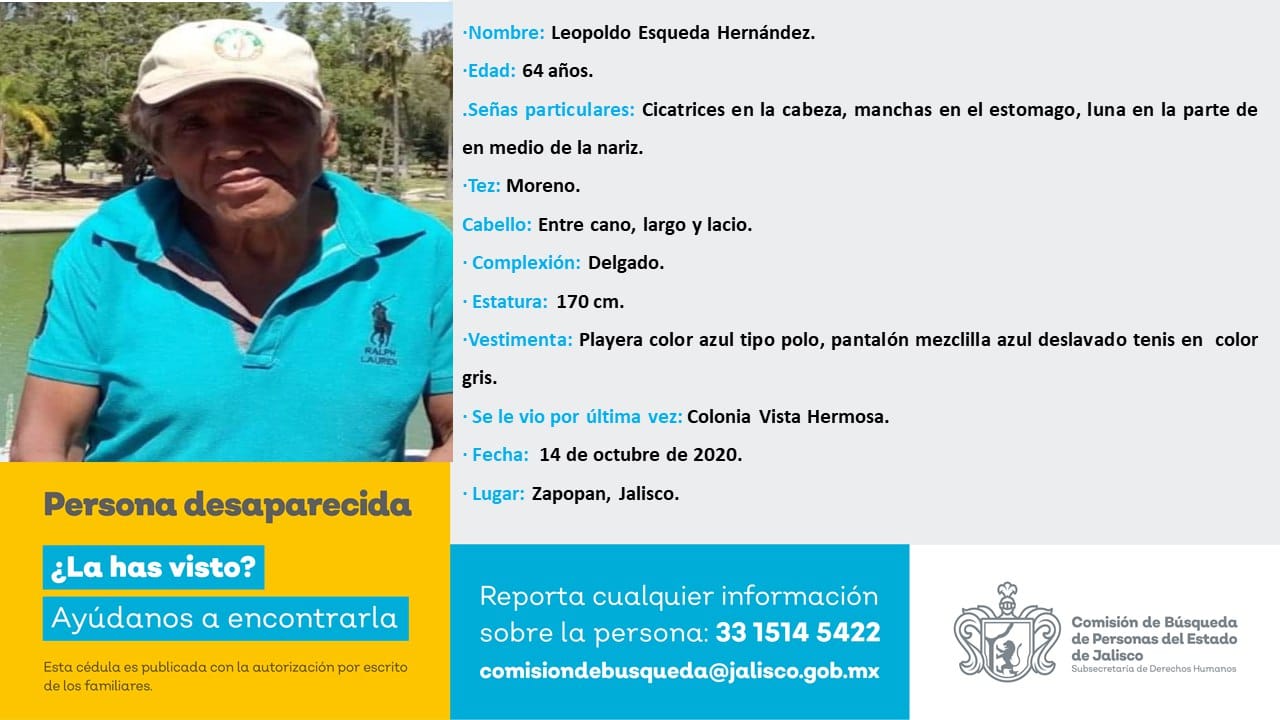 ·Nombre: Leopoldo Esqueda Hernández.
·Edad: 64 años.
.Señas particulares: Cicatrices en la cabeza, manchas en el estomago, luna en la parte de
en medio de la nariz.
·Tez: Moreno.
Cabello: Entre cano, largo y lacio.
· Complexión: Delgado.
· Estatura: 170 cm.
·Vestimenta: Playera color azul tipo polo, pantalón mezclilla azul deslavado tenis en color
gris.
· Se le vio por última vez: Colonia Vista Hermosa.
· Fecha: 14 de octubre de 2020.
· Lugar: Zapopan, Jalisco.
RALPH
LAUREN
Persona desaparecida
¿La has visto?
Ayúdanos a encontrarla
Esta cédula es publicada con la autorización por escrito
de los familiares.
Reporta cualquier información
sobre la persona: 33 1514 5422
comisiondebusqueda@jalisco.gob.mx
Comisión de Búsqueda
de Personas del Estado
de Jalisco
Subsecretaría de Derechos Humanos